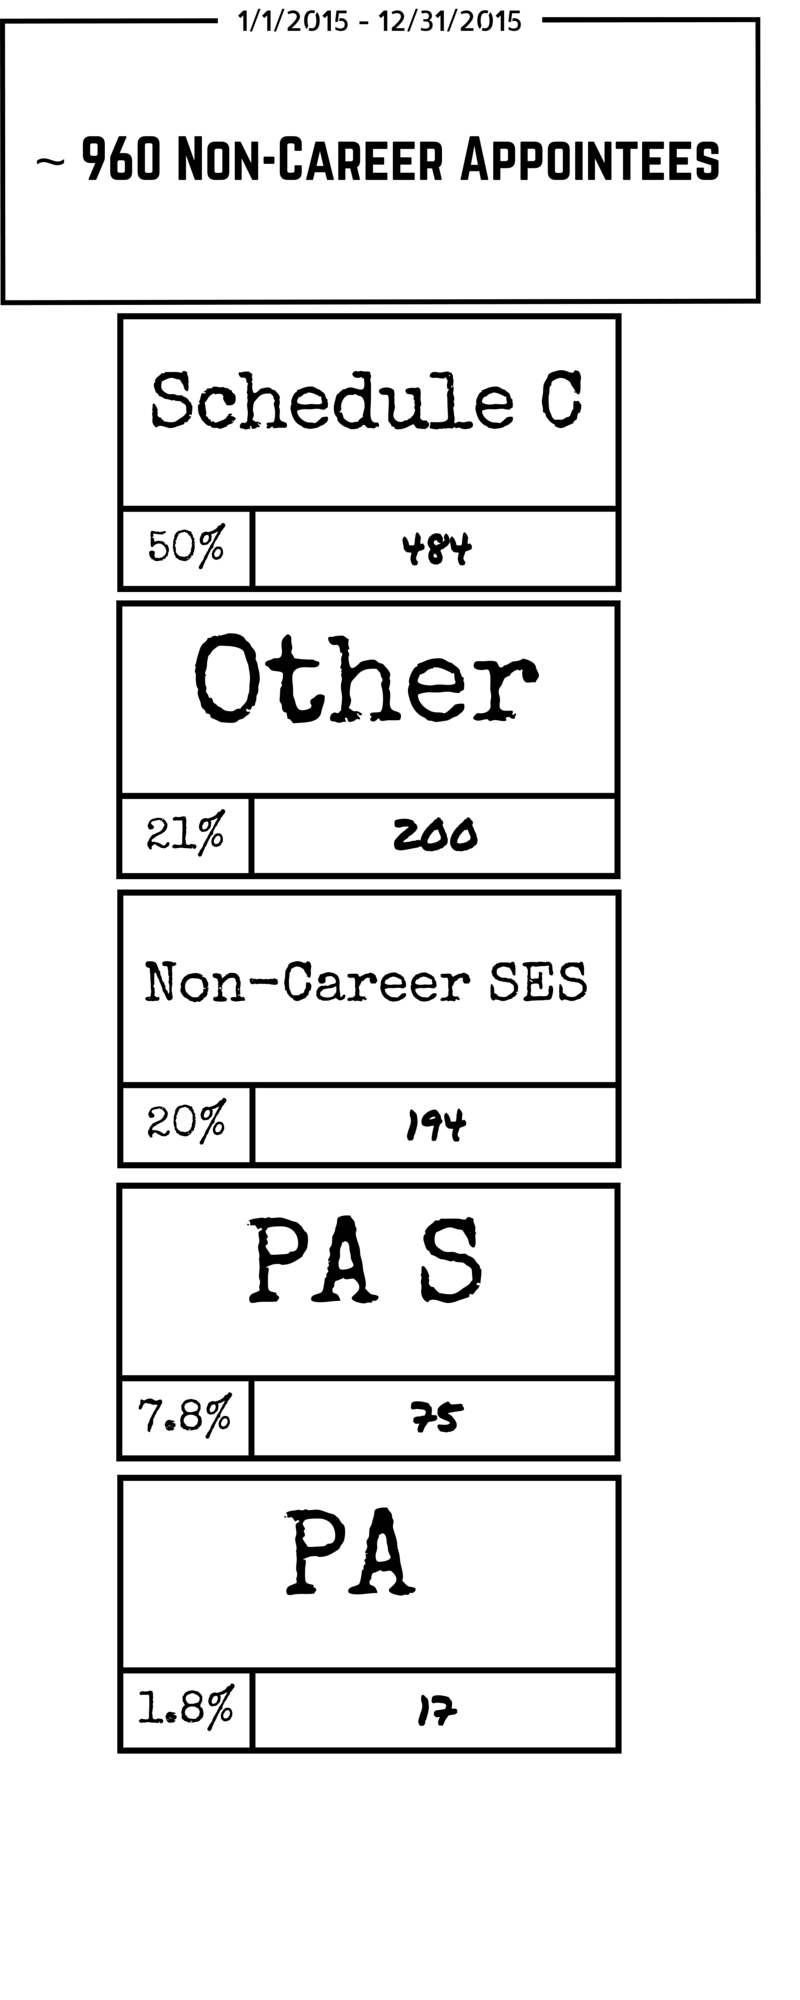 1/1/2015 - 12/31/2015
~ 960 Non-Career Appointees
Schedule C
50%
484
Other
21%
200
Non-Career SES
20%
194
PA S
7.8%
75
PA
1.8%
17